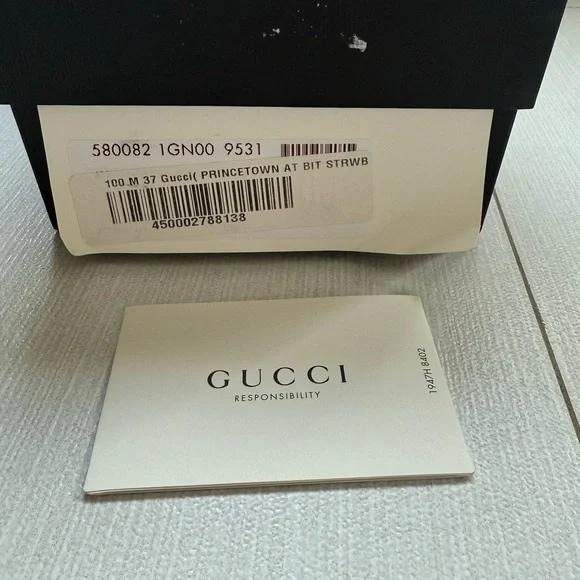 580082 1GN00 9531
100 M 37 Gucci( PRINCETOWN AT BIT STRWB
450002788138
GUCCI
RESPONSIBILITY
1947H 8402